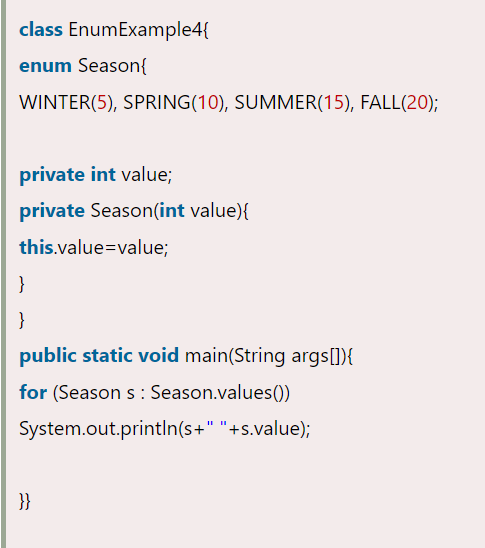 class EnumExample4{
enum Season{
WINTER(5), SPRING(10), SUMMER(15), FALL(20);
private int value;
private Season(int value){
this.value=value;
}
}
public static void main(String args[]){
for (Season s : Season.values())
System.out.println(s+" "+s.value);
}}